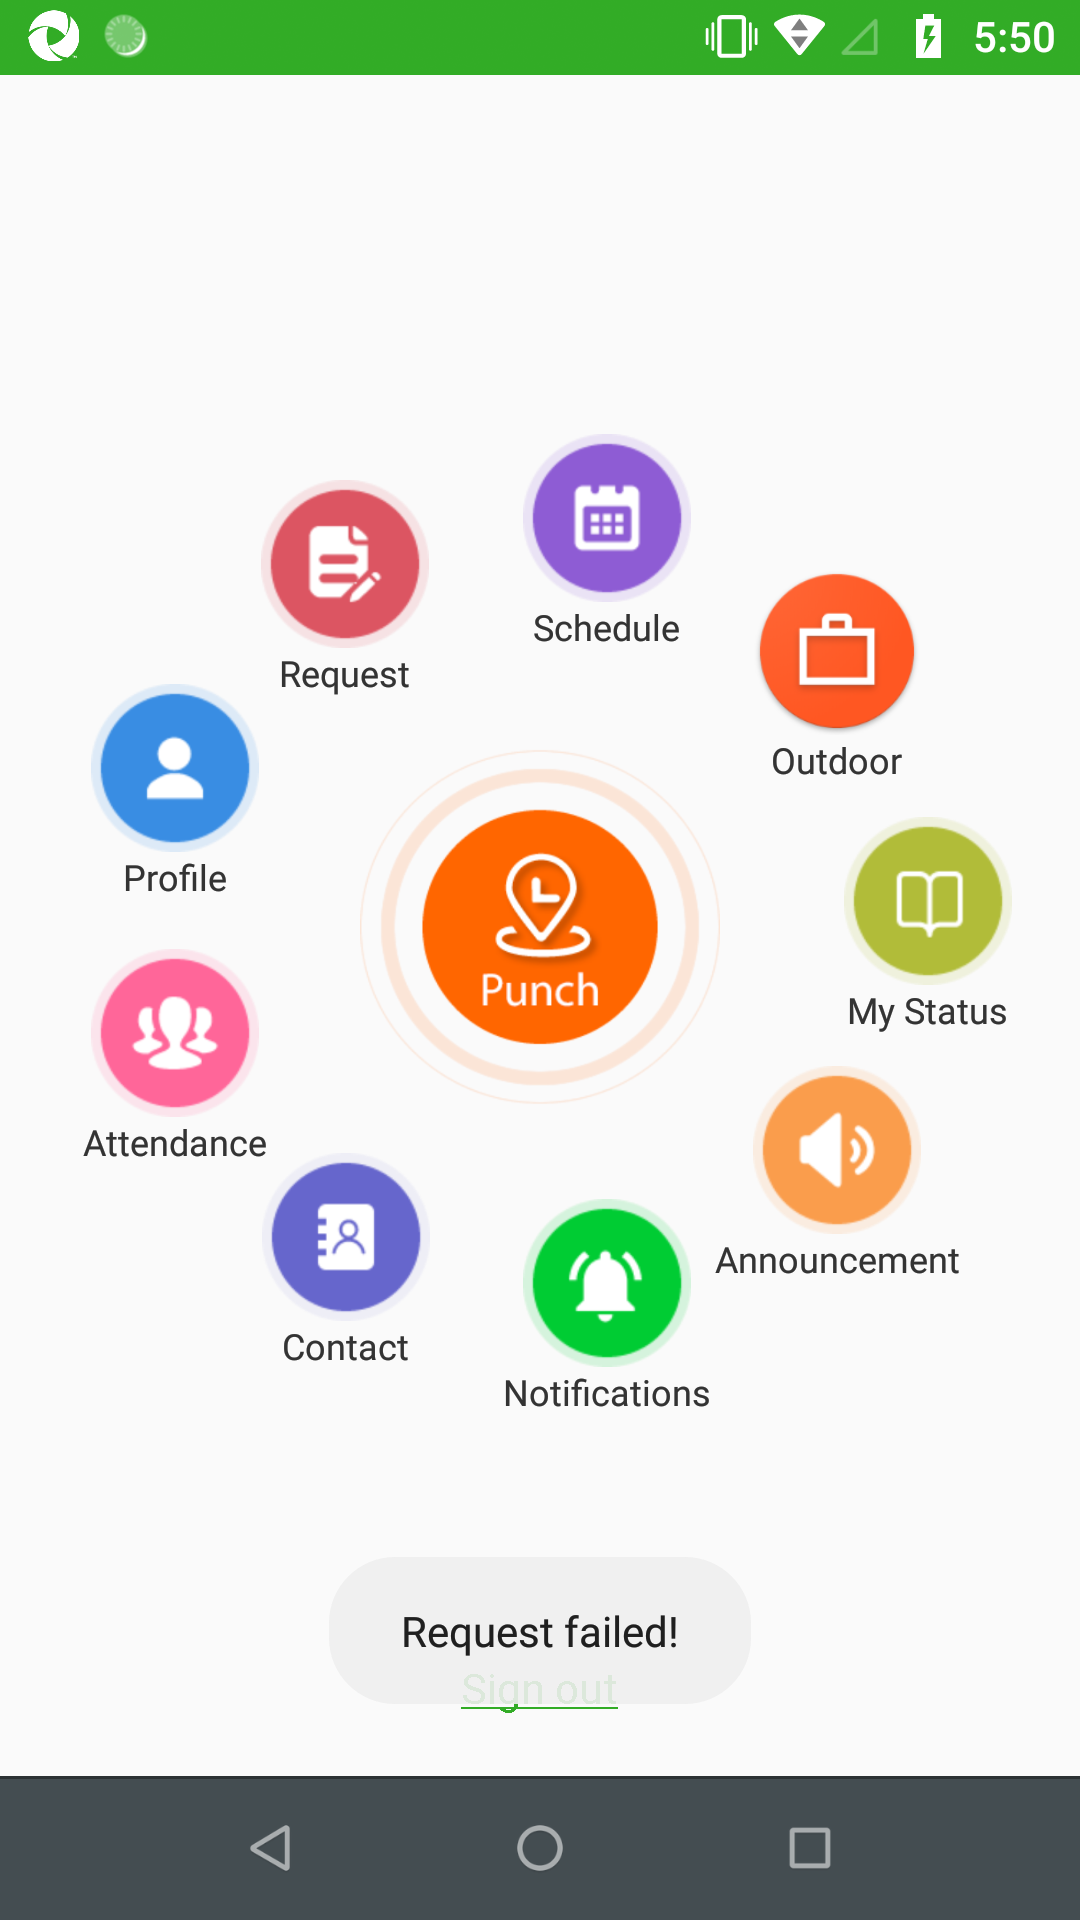 5:50
Schedule
Request
Outdoor
Profile
Punch
My Status
Attendance
Announcement
Contact
Notifications
Request failed!
Sign out